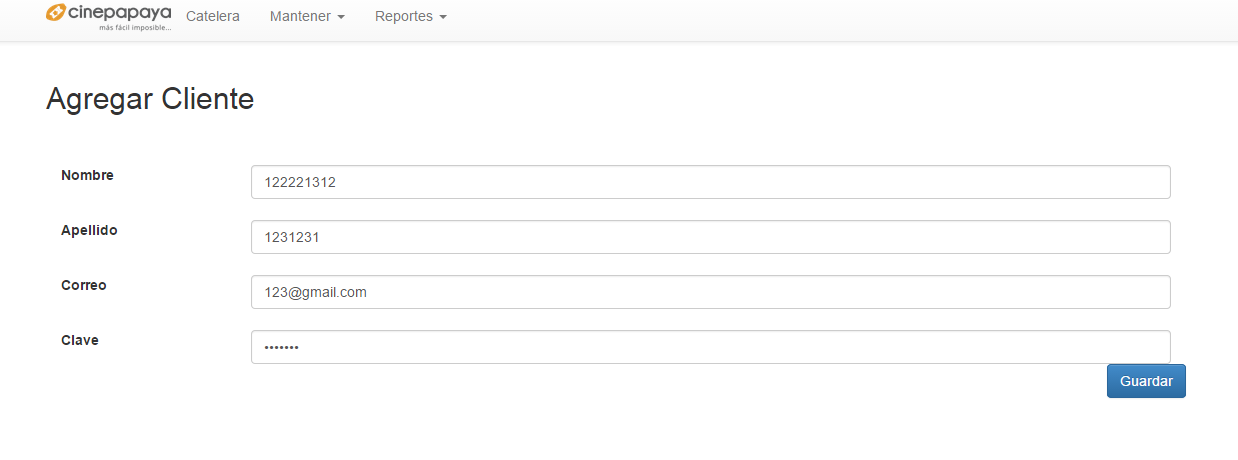 cinepapaya Catelera Mantener Reportes
más fácil imposible...
Agregar Cliente
Nombre 122221312
Apellido 1231231
Correo 123@gmail.com
Clave •••••••
Guardar